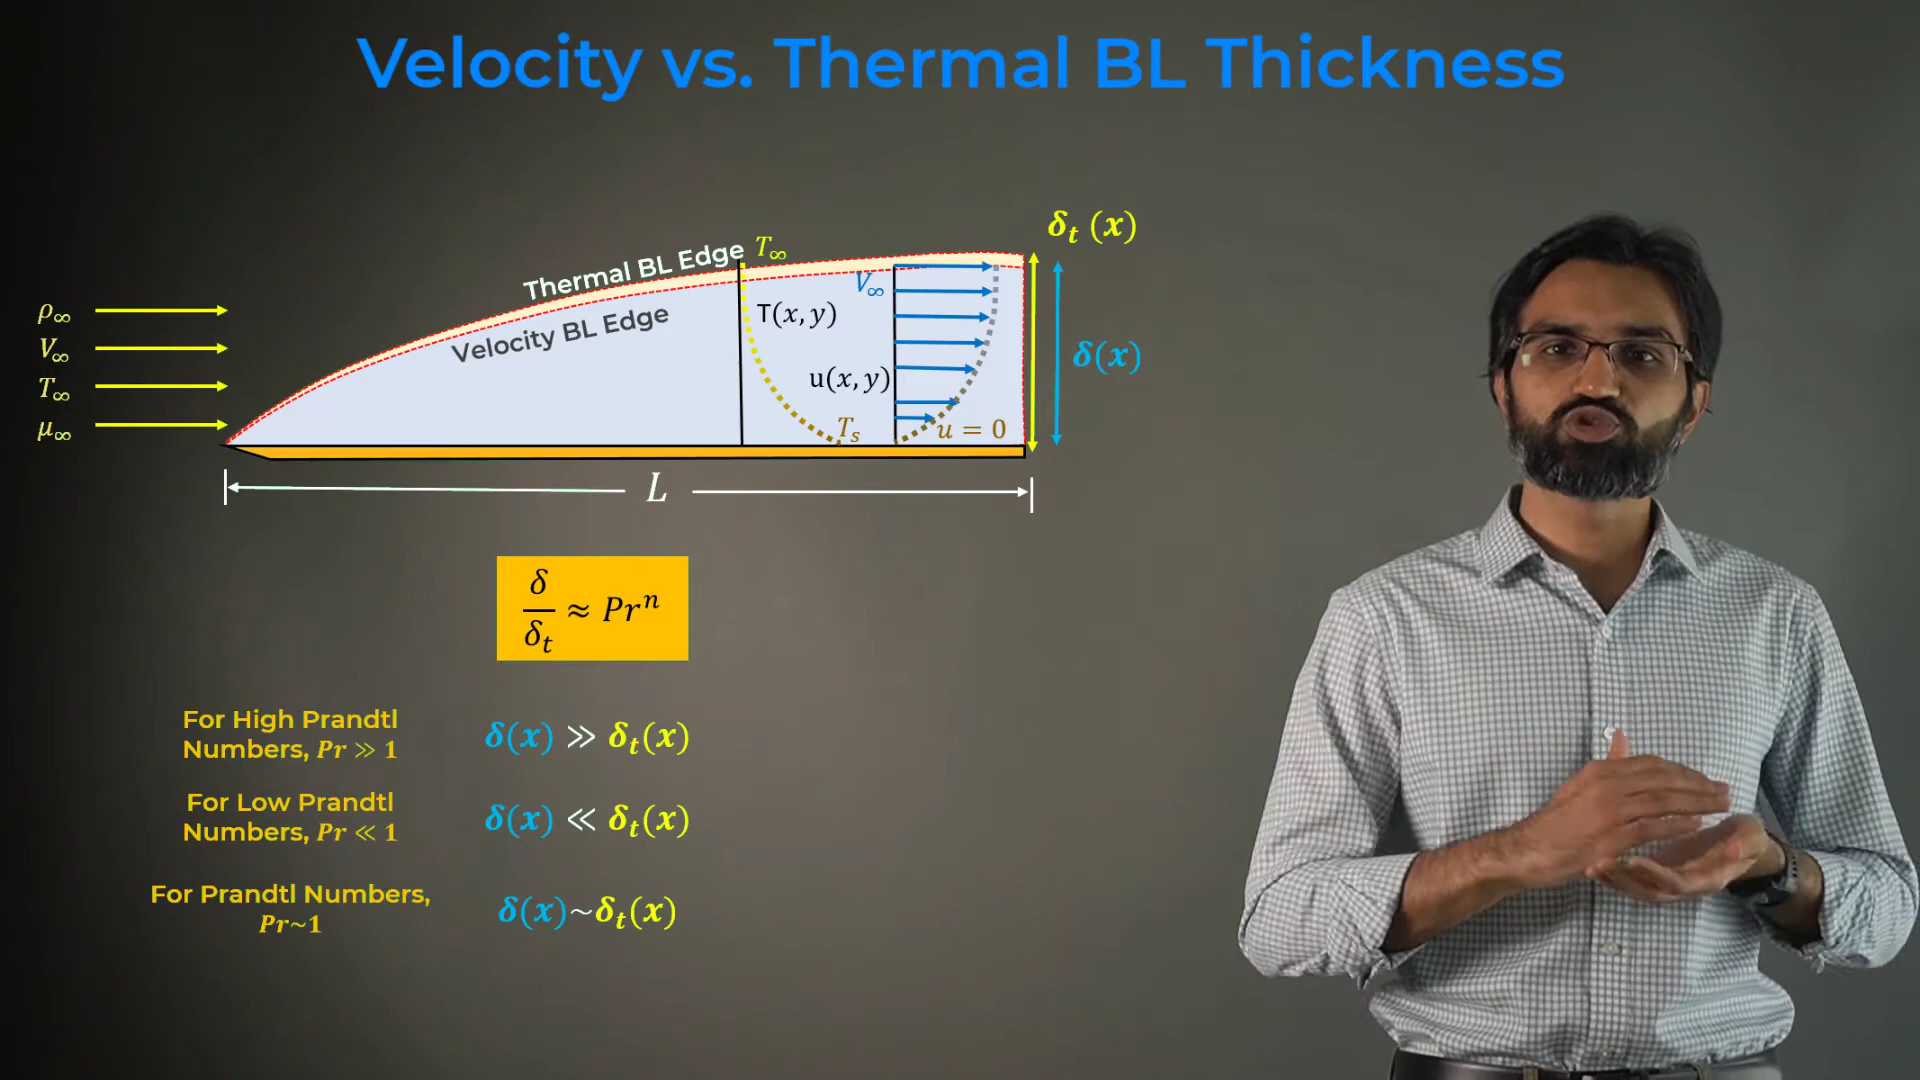 Velocity vs. Thermal BL Thickness
δₜ (x)
Thermal BL Edge T∞
Velocity BL Edge
V∞
T(x, y)
u(x, y)
δ(x)
ρ∞
V∞
T∞
μ∞
Tₛ
u = 0
L
δ/δₜ ≈ Prⁿ
For High Prandtl
Numbers, Pr ≫ 1
δ(x) ≫ δₜ(x)
For Low Prandtl
Numbers, Pr ≪ 1
δ(x) ≪ δₜ(x)
For Prandtl Numbers,
Pr~1
δ(x)~δₜ(x)